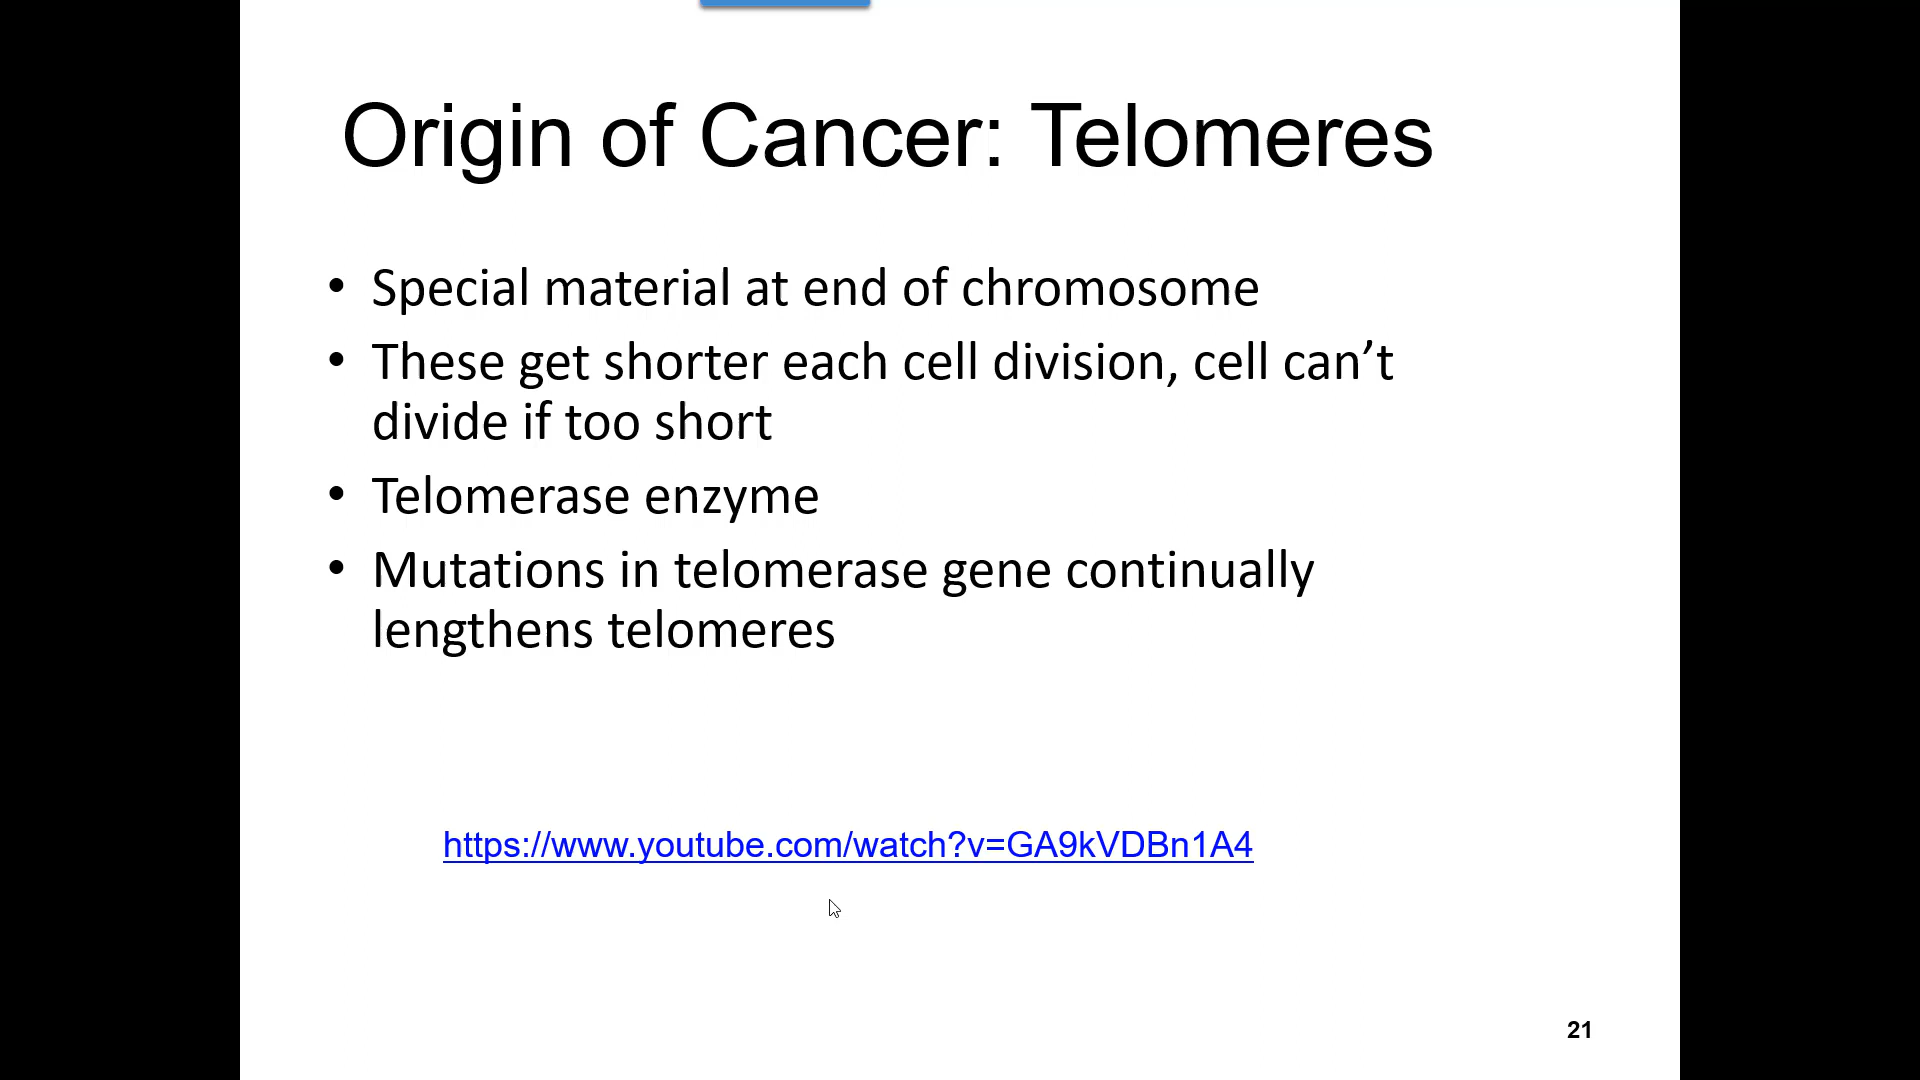 Origin of Cancer: Telomeres
• Special material at end of chromosome
• These get shorter each cell division, cell can’t
divide if too short
• Telomerase enzyme
• Mutations in telomerase gene continually
lengthens telomeres
https://www.youtube.com/watch?v=GA9kVDBn1A4
21